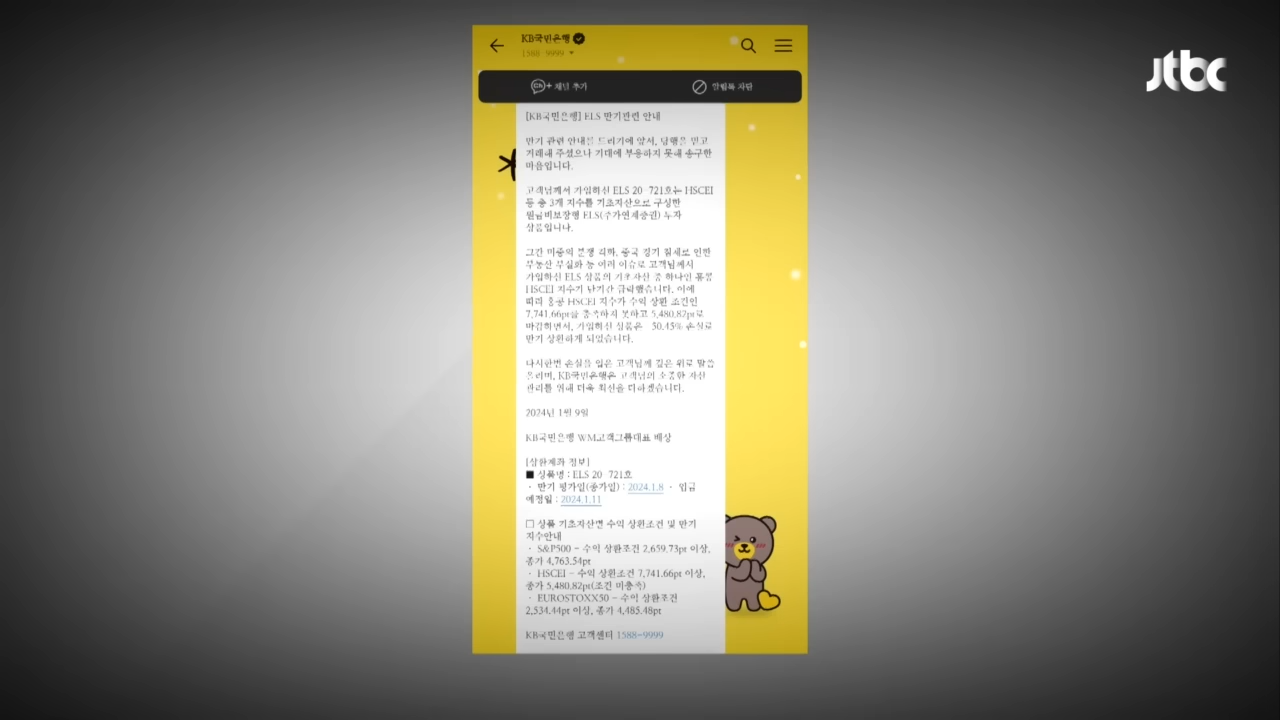 KB국민은행
1588-9999
jtbc
Ch+ 채널 추가
알림톡 차단
[KB국민은행] ELS 만기관련 안내
만기 관련 안내를 드리기에 앞서, 당행을 믿고
거래해 주셨으나 기대에 부응하지 못해 송구한
마음입니다.
고객님께서 가입하신 ELS 20-721호는 HSCEI
등 총 3개 지수를 기초자산으로 구성한
원금비보장형 ELS(주가연계증권) 투자
상품입니다.
그간 미중의 분쟁 격화, 중국 경기 침체로 인한
부동산 부실화 등 여러 이슈로 고객님께서
가입하신 ELS 상품의 기초자산 중 하나인 홍콩
HSCEI 지수가 단기간 급락했습니다. 이에
따라 홍콩 HSCEI 지수가 수익 상환 조건인
7,741.66pt를 충족하지 못하고 5,480.82pt로
마감하면서, 가입하신 상품은 -50.45% 손실로
만기 상환하게 되었습니다.
다시한번 손실을 입은 고객님께 깊은 위로 말씀
올리며, KB국민은행은 고객님의 소중한 자산
관리를 위해 더욱 최선을 다하겠습니다.
2024년 1월 9일
KB국민은행 WM고객그룹대표 배상
[상환계좌 정보]
■ 상품명 : ELS 20-721호
- 만기 평가일(종가일) : 2024.1.8 - 입금
예정일 : 2024.1.11
□ 상품 기초자산별 수익 상환조건 및 만기
지수안내
- S&P500 - 수익 상환조건 2,659.73pt 이상,
종가 4,763.54pt
- HSCEI - 수익 상환조건 7,741.66pt 이상,
종가 5,480.82pt(조건 미충족)
- EUROSTOXX50 - 수익 상환조건
2,534.44pt 이상, 종가 4,485.48pt
KB국민은행 고객센터 1588-9999